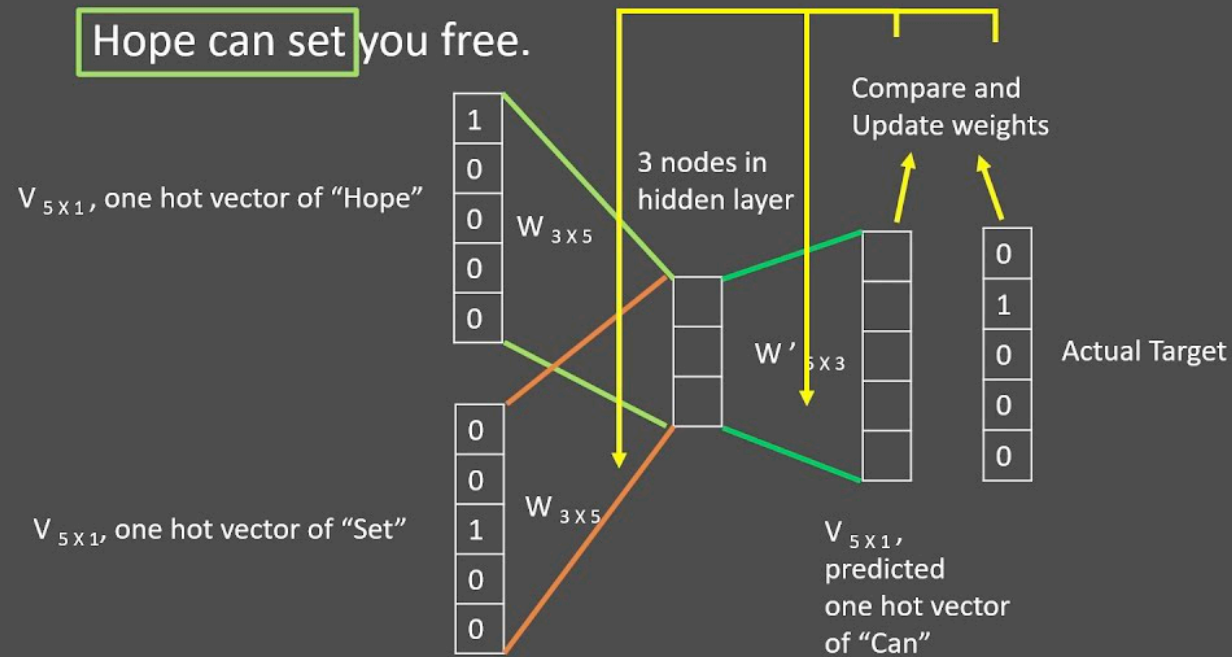 Hope can set you free.
Compare and
Update weights
1
0
0
0
0
V 5 X 1, one hot vector of “Hope”
W 3 X 5
3 nodes in
hidden layer
0
1
0
0
0
Actual Target
W ’ 5 X 3
0
0
1
0
0
V 5 X 1, one hot vector of “Set”
W 3 X 5
V 5 X 1,
predicted
one hot vector
of “Can”